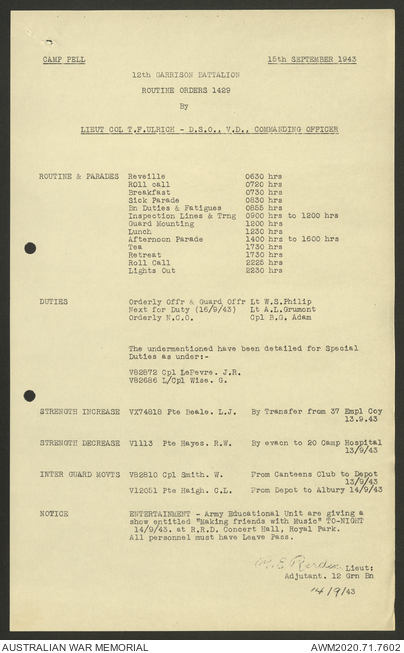 CAMP PELL 15th SEPTEMBER 1943
12th GARRISON BATTALION
ROUTINE ORDERS 1429
By
LIEUT COL T.F.ULRICH - D.S.O., V.D., COMMANDING OFFICER
ROUTINE & PARADES Reveille 0630 hrs
Roll call 0720 hrs
Breakfast 0730 hrs
Sick Parade 0830 hrs
Bn Duties & Fatigues 0855 hrs
Inspection Lines & Trng 0900 hrs to 1200 hrs
Guard Mounting 1200 hrs
Lunch 1230 hrs
Afternoon Parade 1400 hrs to 1600 hrs
Tea 1730 hrs
Retreat 1730 hrs
Roll Call 2225 hrs
Lights Out 2230 hrs
DUTIES Orderly Offr & Guard Offr Lt W.S.Philip
Next for Duty (16/9/43) Lt A.L.Grumont
Orderly N.C.O. Cpl B.G. Adam
The undermentioned have been detailed for Special
Duties as under:-
V82872 Cpl LeFevre. J.R.
V82686 L/Cpl Wise. G.
STRENGTH INCREASE VX74818 Pte Beale. L.J. By Transfer from 37 Empl Coy
13.9.43
STRENGTH DECREASE V1113 Pte Hayes. R.W. By evacn to 20 Camp Hospital
13/9/43
INTER GUARD MOVTS V82810 Cpl Smith. W. From Canteens Club to Depot
13/9/43
V12051 Pte Haigh. C.L. From Depot to Albury 14/9/43
NOTICE ENTERTAINMENT - Army Educational Unit are giving a
show entitled "Making friends with Music" TO-NIGHT
14/9/43. at R.R.D. Concert Hall, Royal Park.
All personnel must have Leave Pass.
Lieut:
Adjutant. 12 Grn Bn
14/9/43
AUSTRALIAN WAR MEMORIAL AWM2020.71.7602